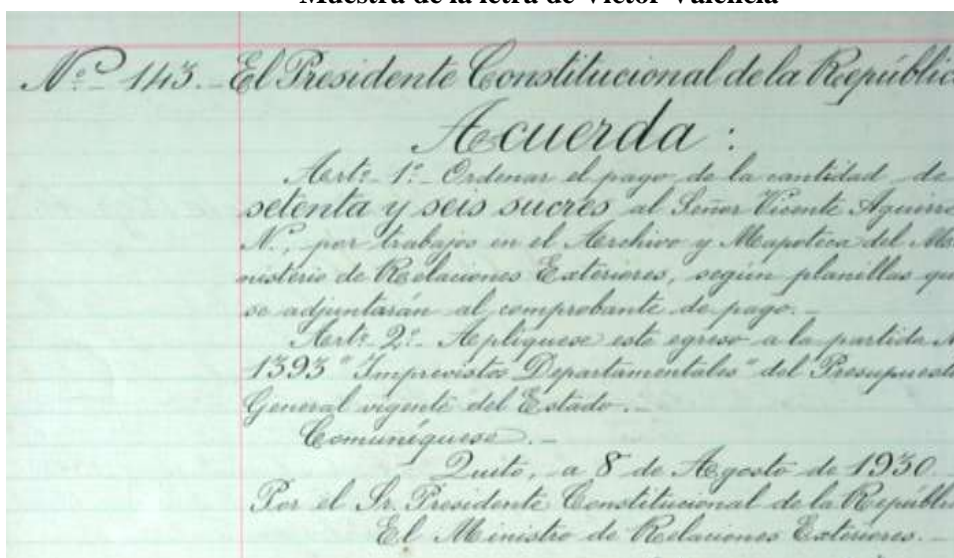 Muestra de la letra de Víctor Valencia
Nº 143. - El Presidente Constitucional de la Repúblic
Acuerda:
Artº 1º - Ordenar el pago de la cantidad de
setenta y seis sucres al Señor Vicente Aguirre
N., por trabajos en el Archivo y Mapoteca del Mi
nisterio de Relaciones Exteriores, según planillas qu
se adjuntarán al comprobante de pago. -
Artº 2º - Aplíquese este egreso a la partida N
1393 "Imprevistos Departamentales" del Presupuesto
General vigente del Estado. -
Comuníquese. -
Quito, a 8 de Agosto de 1930
Por el Sr. Presidente Constitucional de la Repúbli
El Ministro de Relaciones Exteriores. -